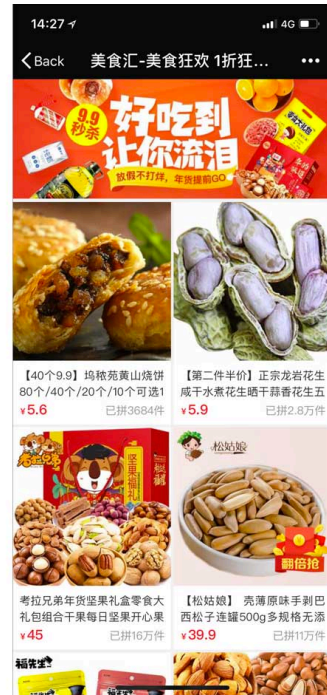 14:27
4G
Back 美食汇-美食狂欢 1折狂...
9.9
秒杀
好吃到
让你流泪
放假不打烊，年货提前GO
【40个9.9】坞秾苑黄山烧饼
80个/40个/20个/10个可选1
¥5.6 已拼3684件
【第二件半价】正宗龙岩花生
咸干水煮花生晒干蒜香花生五
¥5.9 已拼2.8万件
坚果福礼
考拉兄弟年货坚果礼盒零食大
礼包组合干果每日坚果开心果
¥45 已拼16万件
松姑娘
翻倍抢
【松姑娘】 壳薄原味手剥巴
西松子连罐500g多规格无添
¥39.9 已拼11万件
福先生